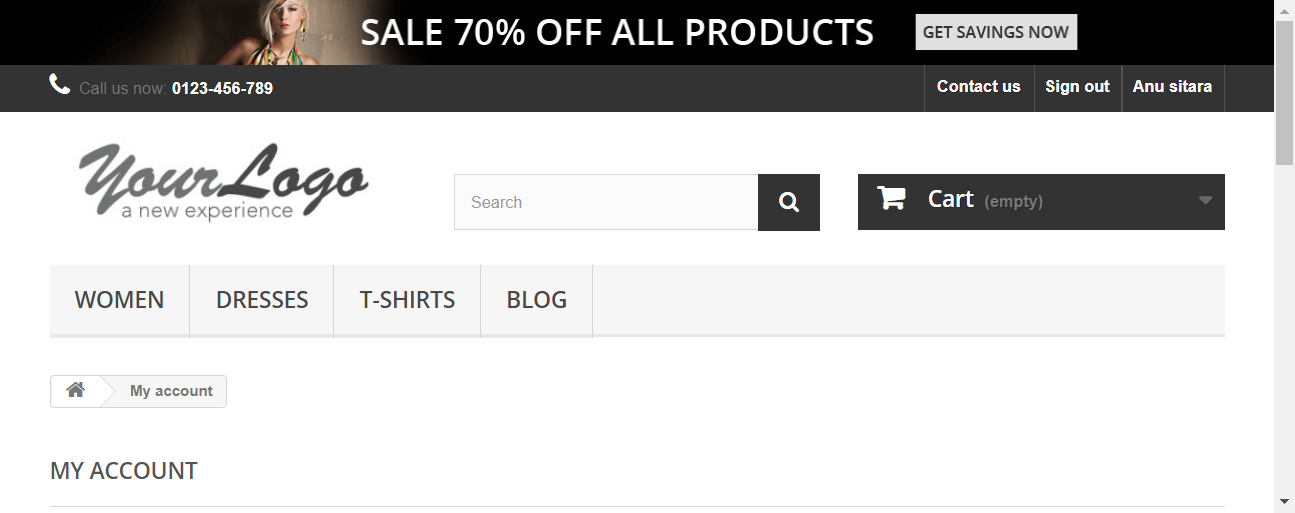 SALE 70% OFF ALL PRODUCTS GET SAVINGS NOW
Call us now: 0123-456-789 Contact us Sign out Anu sitara
YourLogo
a new experience
Search Cart (empty)
WOMEN DRESSES T-SHIRTS BLOG
My account
MY ACCOUNT